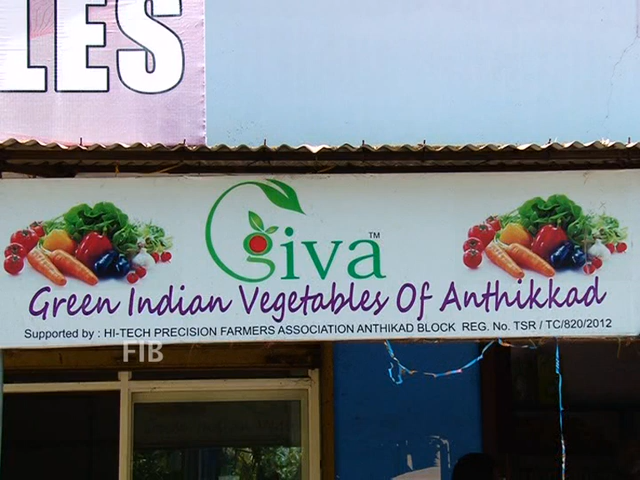 LES
Giva™
Green Indian Vegetables Of Anthikkad
Supported by : HI-TECH PRECISION FARMERS ASSOCIATION ANTHIKAD BLOCK REG. No. TSR / TC/820/2012
FIB